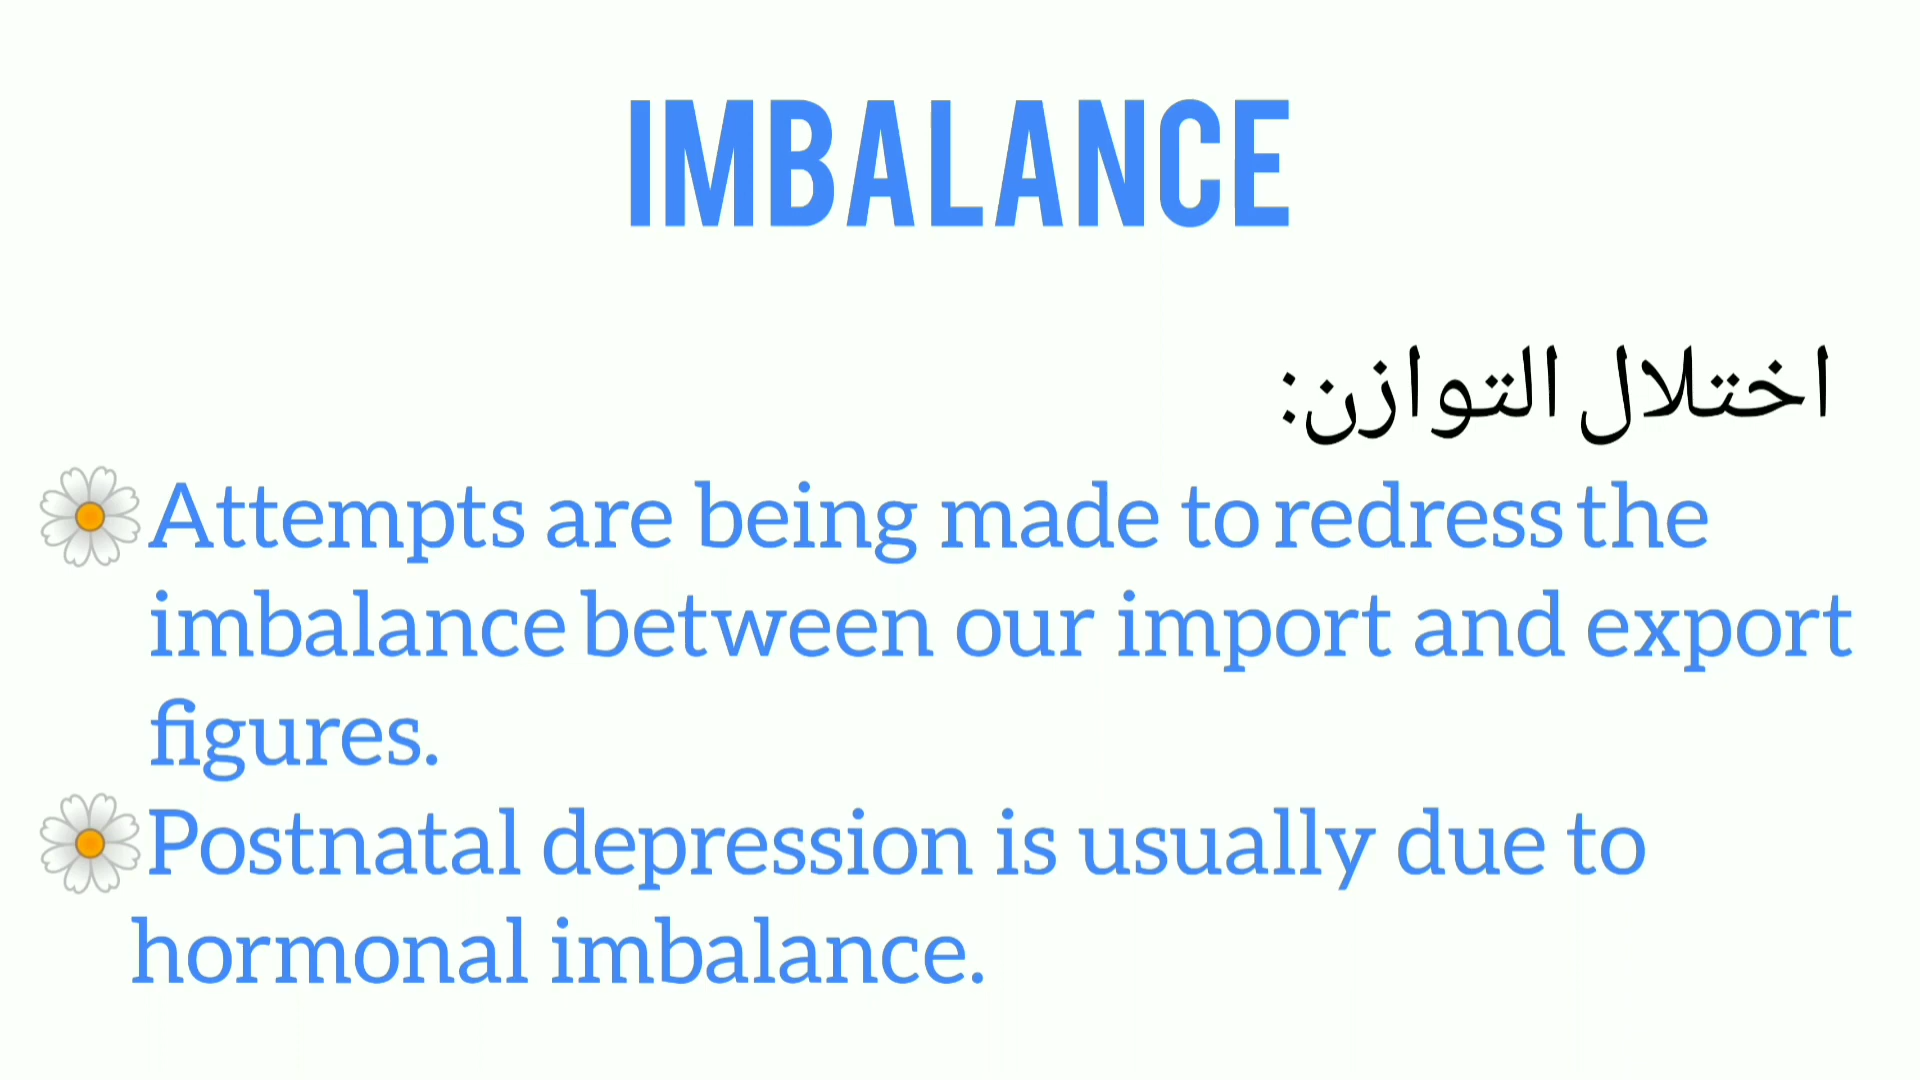 IMBALANCE
اختلال التوازن:
Attempts are being made to redress the
imbalance between our import and export
figures.
Postnatal depression is usually due to
hormonal imbalance.